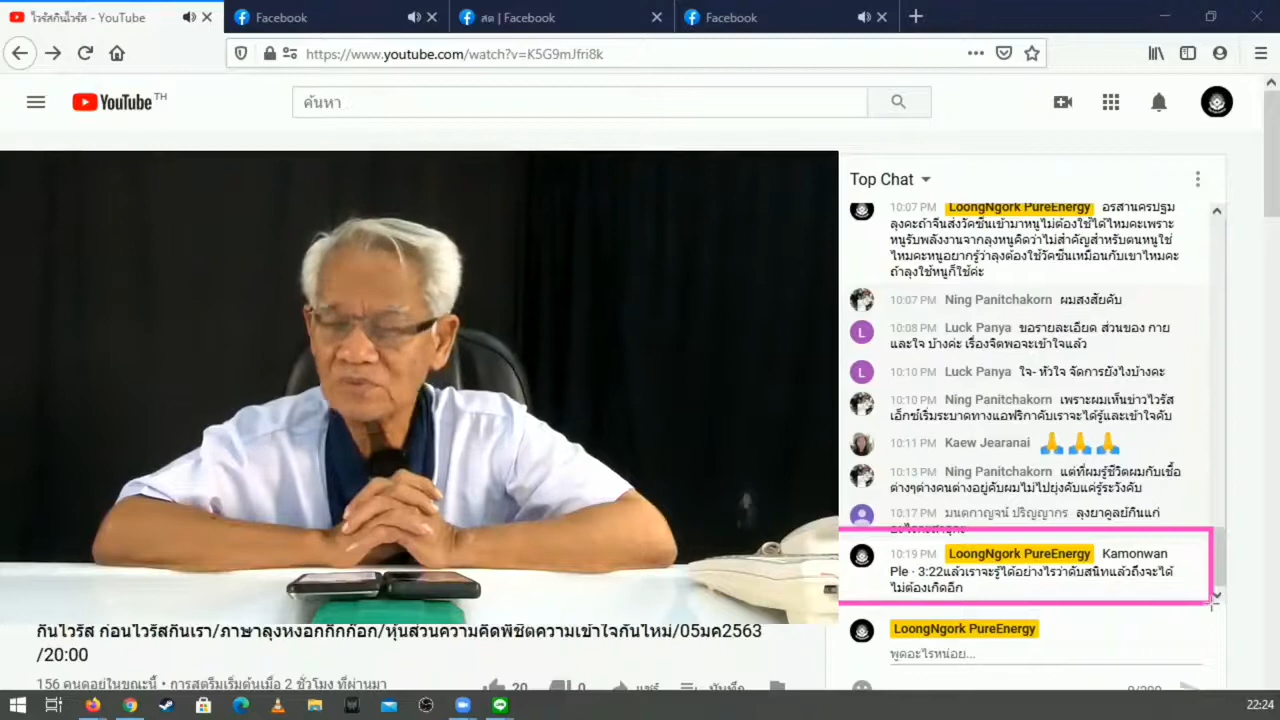 ไวรัสกินไวรัส - YouTube
Facebook
สด | Facebook
Facebook
https://www.youtube.com/watch?v=K5G9mJfri8k
YouTube TH
ค้นหา
Top Chat
10:07 PM LoongNgork PureEnergy อรสานครปฐม
ลุงคะถ้าจีนส่งวัคซีนเข้ามาหนูไม่ต้องใช้ได้ไหมคะเพราะ
หนูรับพลังงานจากลุงหนูคิดว่าไม่สำคัญสำหรับตนหนูใช่
ไหมคะหนูอยากรู้ว่าลุงต้องใช้วัคซีนเหมือนกับเขาไหมคะ
ถ้าลุงใช้หนูก็ใช้ค่ะ
10:07 PM Ning Panitchakorn ผมสงสัยคับ
10:08 PM Luck Panya ขอรายละเอียด ส่วนของ กาย
และใจ บ้างค่ะ เรื่องจิตพอจะเข้าใจแล้ว
10:10 PM Luck Panya ใจ- หัวใจ จัดการยังไงบ้างคะ
10:10 PM Ning Panitchakorn เพราะผมเห็นข่าวไวรัส
เอ็กซ์เริ่มระบาดทางแอฟริกาคับเราจะได้รู้และเข้าใจคับ
10:11 PM Kaew Jearanai 🙏🙏🙏
10:13 PM Ning Panitchakorn แต่ที่ผมรู้ชีวิตผมกับเชื้อ
ต่างๆต่างคนต่างอยู่คับผมไม่ไปยุ่งคับแค่รู้ระวังคับ
10:17 PM มนตกาญจน์ ปริญญากร ลุงยาคูลย์กินแก่
10:19 PM LoongNgork PureEnergy Kamonwan
Ple · 3:22แล้วเราจะรู้ได้อย่างไรว่าดับสนิทแล้วถึงจะได้
ไม่ต้องเกิดอีก
LoongNgork PureEnergy
พูดอะไรหน่อย...
0/200
กินไวรัส ก่อนไวรัสกินเรา/ภาษาลุงหงอกกิ๊กก๊อก/หุ้นส่วนความคิดพิชิตความเข้าใจกันไหม/05มค2563
/20:00
156 คนดูอยู่ในขณะนี้ • การสตรีมเริ่มต้นเมื่อ 2 ชั่วโมง ที่ผ่านมา
20
0
แชร์
บันทึก
22:24